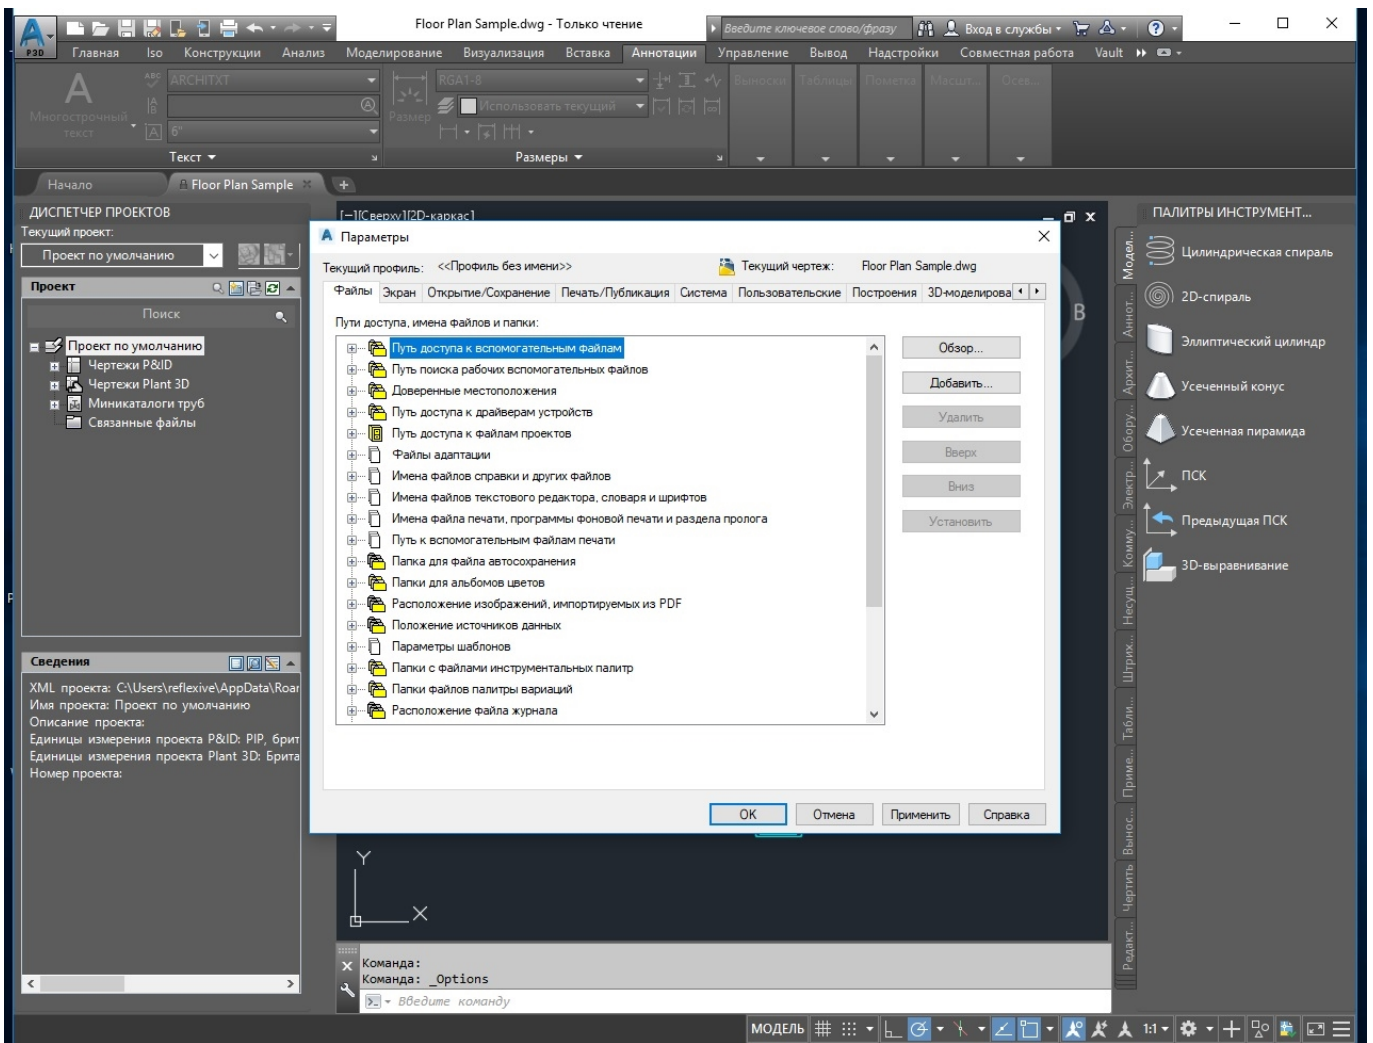 Floor Plan Sample.dwg - Только чтение
Введите ключевое слово/фразу
Вход в службы
P3D
Главная Iso Конструкции Анализ Моделирование Визуализация Вставка Аннотации Управление Вывод Надстройки Совместная работа Vault
A
Многострочный текст
ABC ARCHITXT
6"
Размер
RGA1-8
Использовать текущий
Выноски Таблицы Пометка Масшт... Осев...
Текст Размеры
Начало Floor Plan Sample
ДИСПЕТЧЕР ПРОЕКТОВ
Текущий проект:
Проект по умолчанию
Проект
Поиск
Проект по умолчанию
Чертежи P&ID
Чертежи Plant 3D
Миникаталоги труб
Связанные файлы
Сведения
XML проекта: C:\Users\reflexive\AppData\Roar
Имя проекта: Проект по умолчанию
Описание проекта:
Единицы измерения проекта P&ID: PIP, брит
Единицы измерения проекта Plant 3D: Брита
Номер проекта:
[−][Сверху][2D-каркас]
В
Параметры
Текущий профиль: <<Профиль без имени>> Текущий чертеж: Floor Plan Sample.dwg
Файлы Экран Открытие/Сохранение Печать/Публикация Система Пользовательские Построения 3D-моделирова
Пути доступа, имена файлов и папки:
Путь доступа к вспомогательным файлам
Путь поиска рабочих вспомогательных файлов
Доверенные местоположения
Путь доступа к драйверам устройств
Путь доступа к файлам проектов
Файлы адаптации
Имена файлов справки и других файлов
Имена файлов текстового редактора, словаря и шрифтов
Имена файла печати, программы фоновой печати и раздела пролога
Путь к вспомогательным файлам печати
Папка для файла автосохранения
Папки для альбомов цветов
Расположение изображений, импортируемых из PDF
Положение источников данных
Параметры шаблонов
Папки с файлами инструментальных палитр
Папки файлов палитры вариаций
Расположение файла журнала
Обзор...
Добавить...
Удалить
Вверх
Вниз
Установить
OK Отмена Применить Справка
Y
X
Команда:
Команда: _Options
Введите команду
ПАЛИТРЫ ИНСТРУМЕНТ...
Модел...
Аннот...
Архит...
Обору...
Электр...
Комму...
Несущ...
Штрих...
Табли...
Приме...
Вынос...
Чертить
Редакт...
Цилиндрическая спираль
2D-спираль
Эллиптический цилиндр
Усеченный конус
Усеченная пирамида
ПСК
Предыдущая ПСК
3D-выравнивание
МОДЕЛЬ 1:1